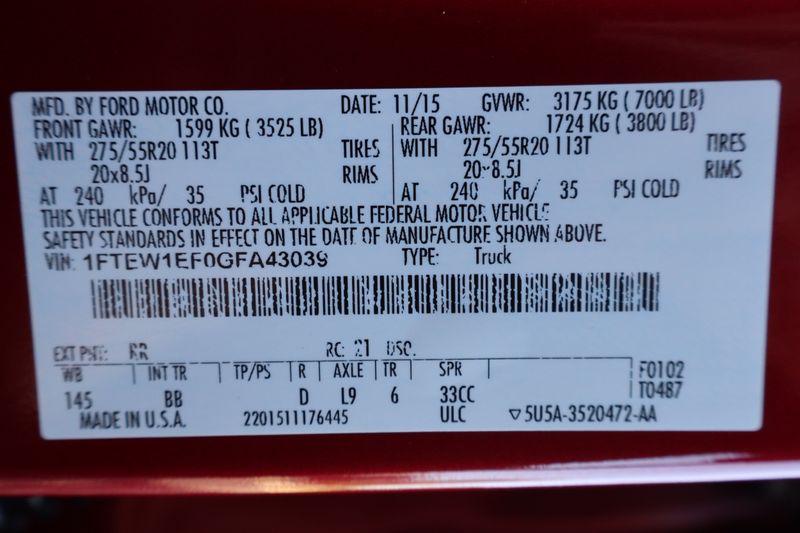 MFD. BY FORD MOTOR CO. DATE: 11/15 GVWR: 3175 KG ( 7000 LB)
FRONT GAWR: 1599 KG ( 3525 LB) REAR GAWR: 1724 KG ( 3800 LB)
WITH 275/55R20 113T TIRES WITH 275/55R20 113T TIRES
20x8.5J RIMS 20x8.5J RIMS
AT 240 kPa/ 35 PSI COLD AT 240 kPa/ 35 PSI COLD
THIS VEHICLE CONFORMS TO ALL APPLICABLE FEDERAL MOTOR VEHICLE
SAFETY STANDARDS IN EFFECT ON THE DATE OF MANUFACTURE SHOWN ABOVE.
VIN: 1FTEW1EF0GFA43039 TYPE: Truck
EXT PNT: RR RC: 21 DSO:
WB INT TR TP/PS R AXLE TR SPR F0102
145 BB D L9 6 33CC T0487
MADE IN U.S.A. 2201511176445 ULC ▽5U5A-3520472-AA